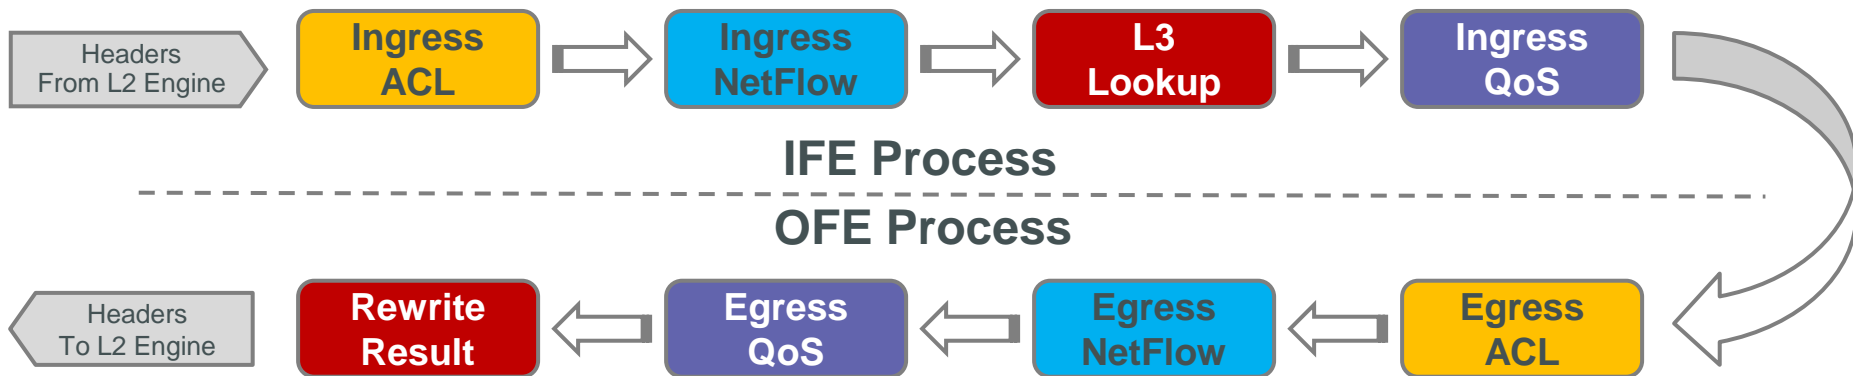 Headers
From L2 Engine
Ingress
ACL
Ingress
NetFlow
L3
Lookup
Ingress
QoS
IFE Process
OFE Process
Headers
To L2 Engine
Rewrite
Result
Egress
QoS
Egress
NetFlow
Egress
ACL